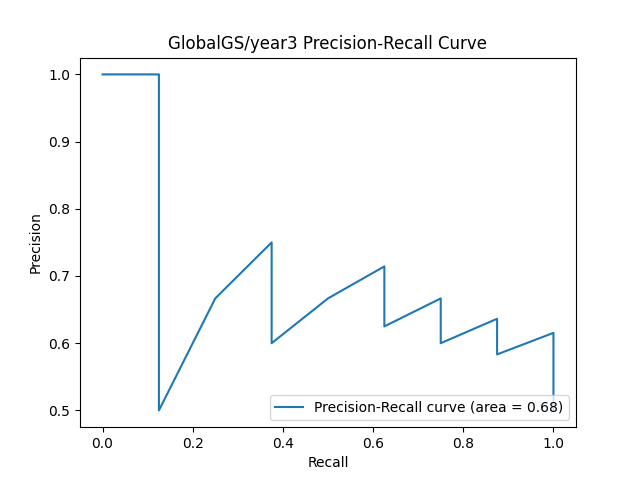 GlobalGS/year3 Precision-Recall Curve
1.0
0.9
0.8
0.7
0.6
0.5
Precision
Precision-Recall curve (area = 0.68)
0.0 0.2 0.4 0.6 0.8 1.0
Recall